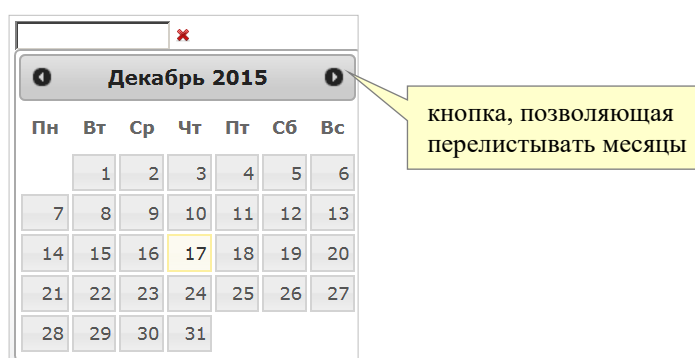 Декабрь 2015
кнопка, позволяющая
перелистывать месяцы
Пн Вт Ср Чт Пт Сб Вс
1 2 3 4 5 6
7 8 9 10 11 12 13
14 15 16 17 18 19 20
21 22 23 24 25 26 27
28 29 30 31